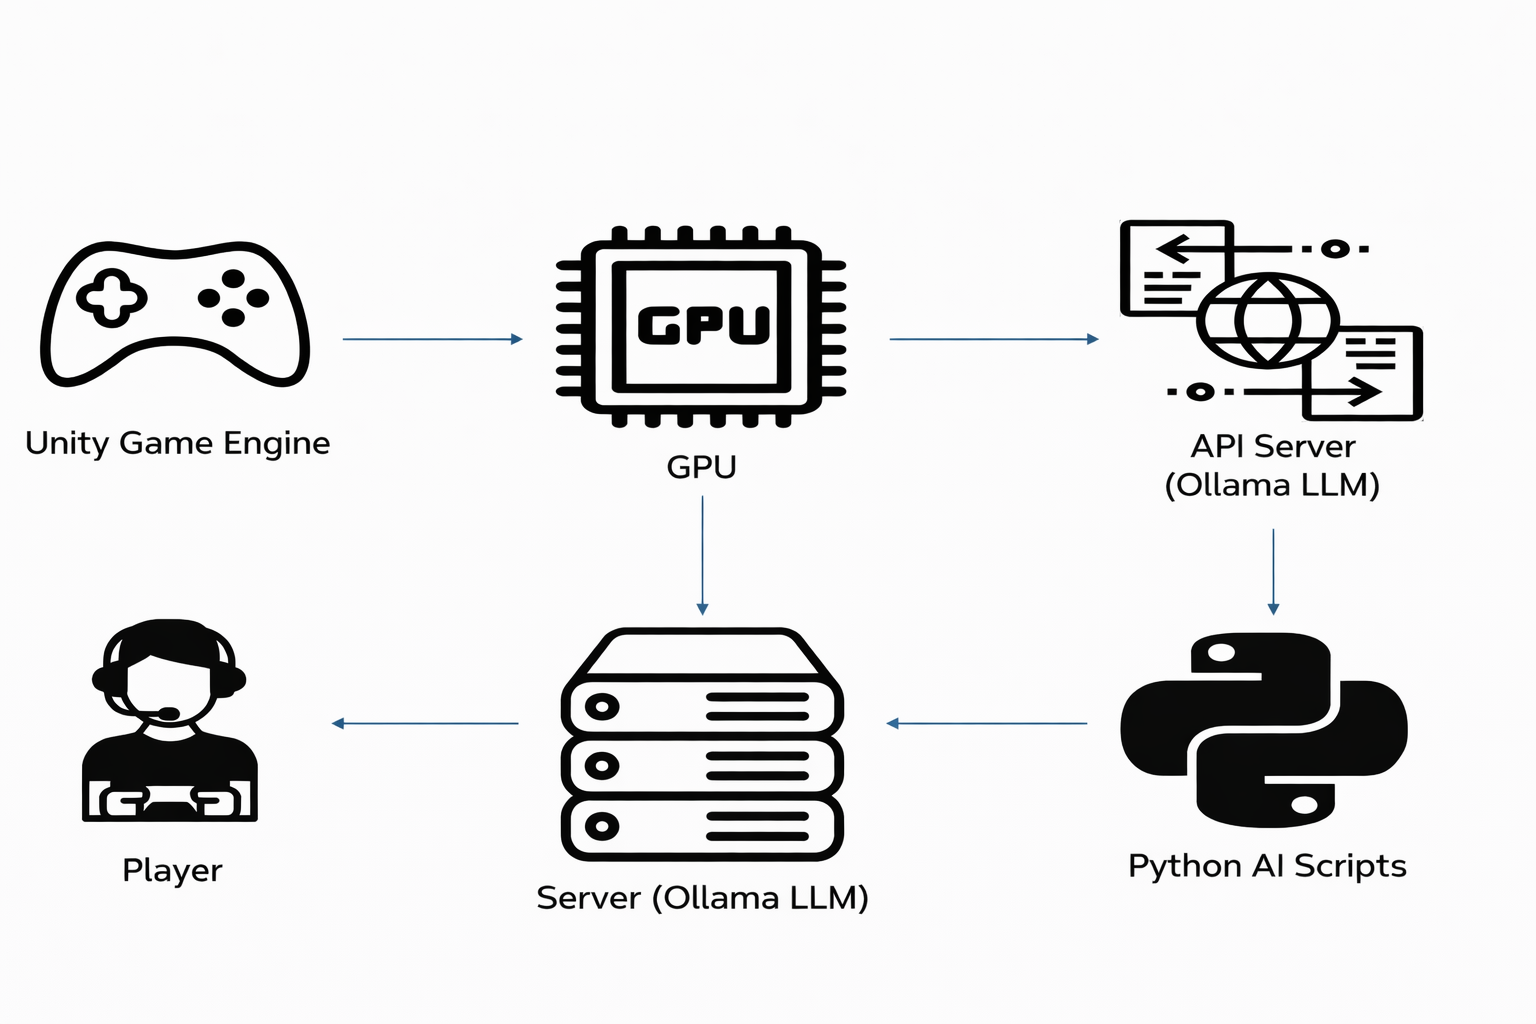 GPU
Unity Game Engine
GPU
API Server
(Ollama LLM)
Player
Server (Ollama LLM)
Python AI Scripts